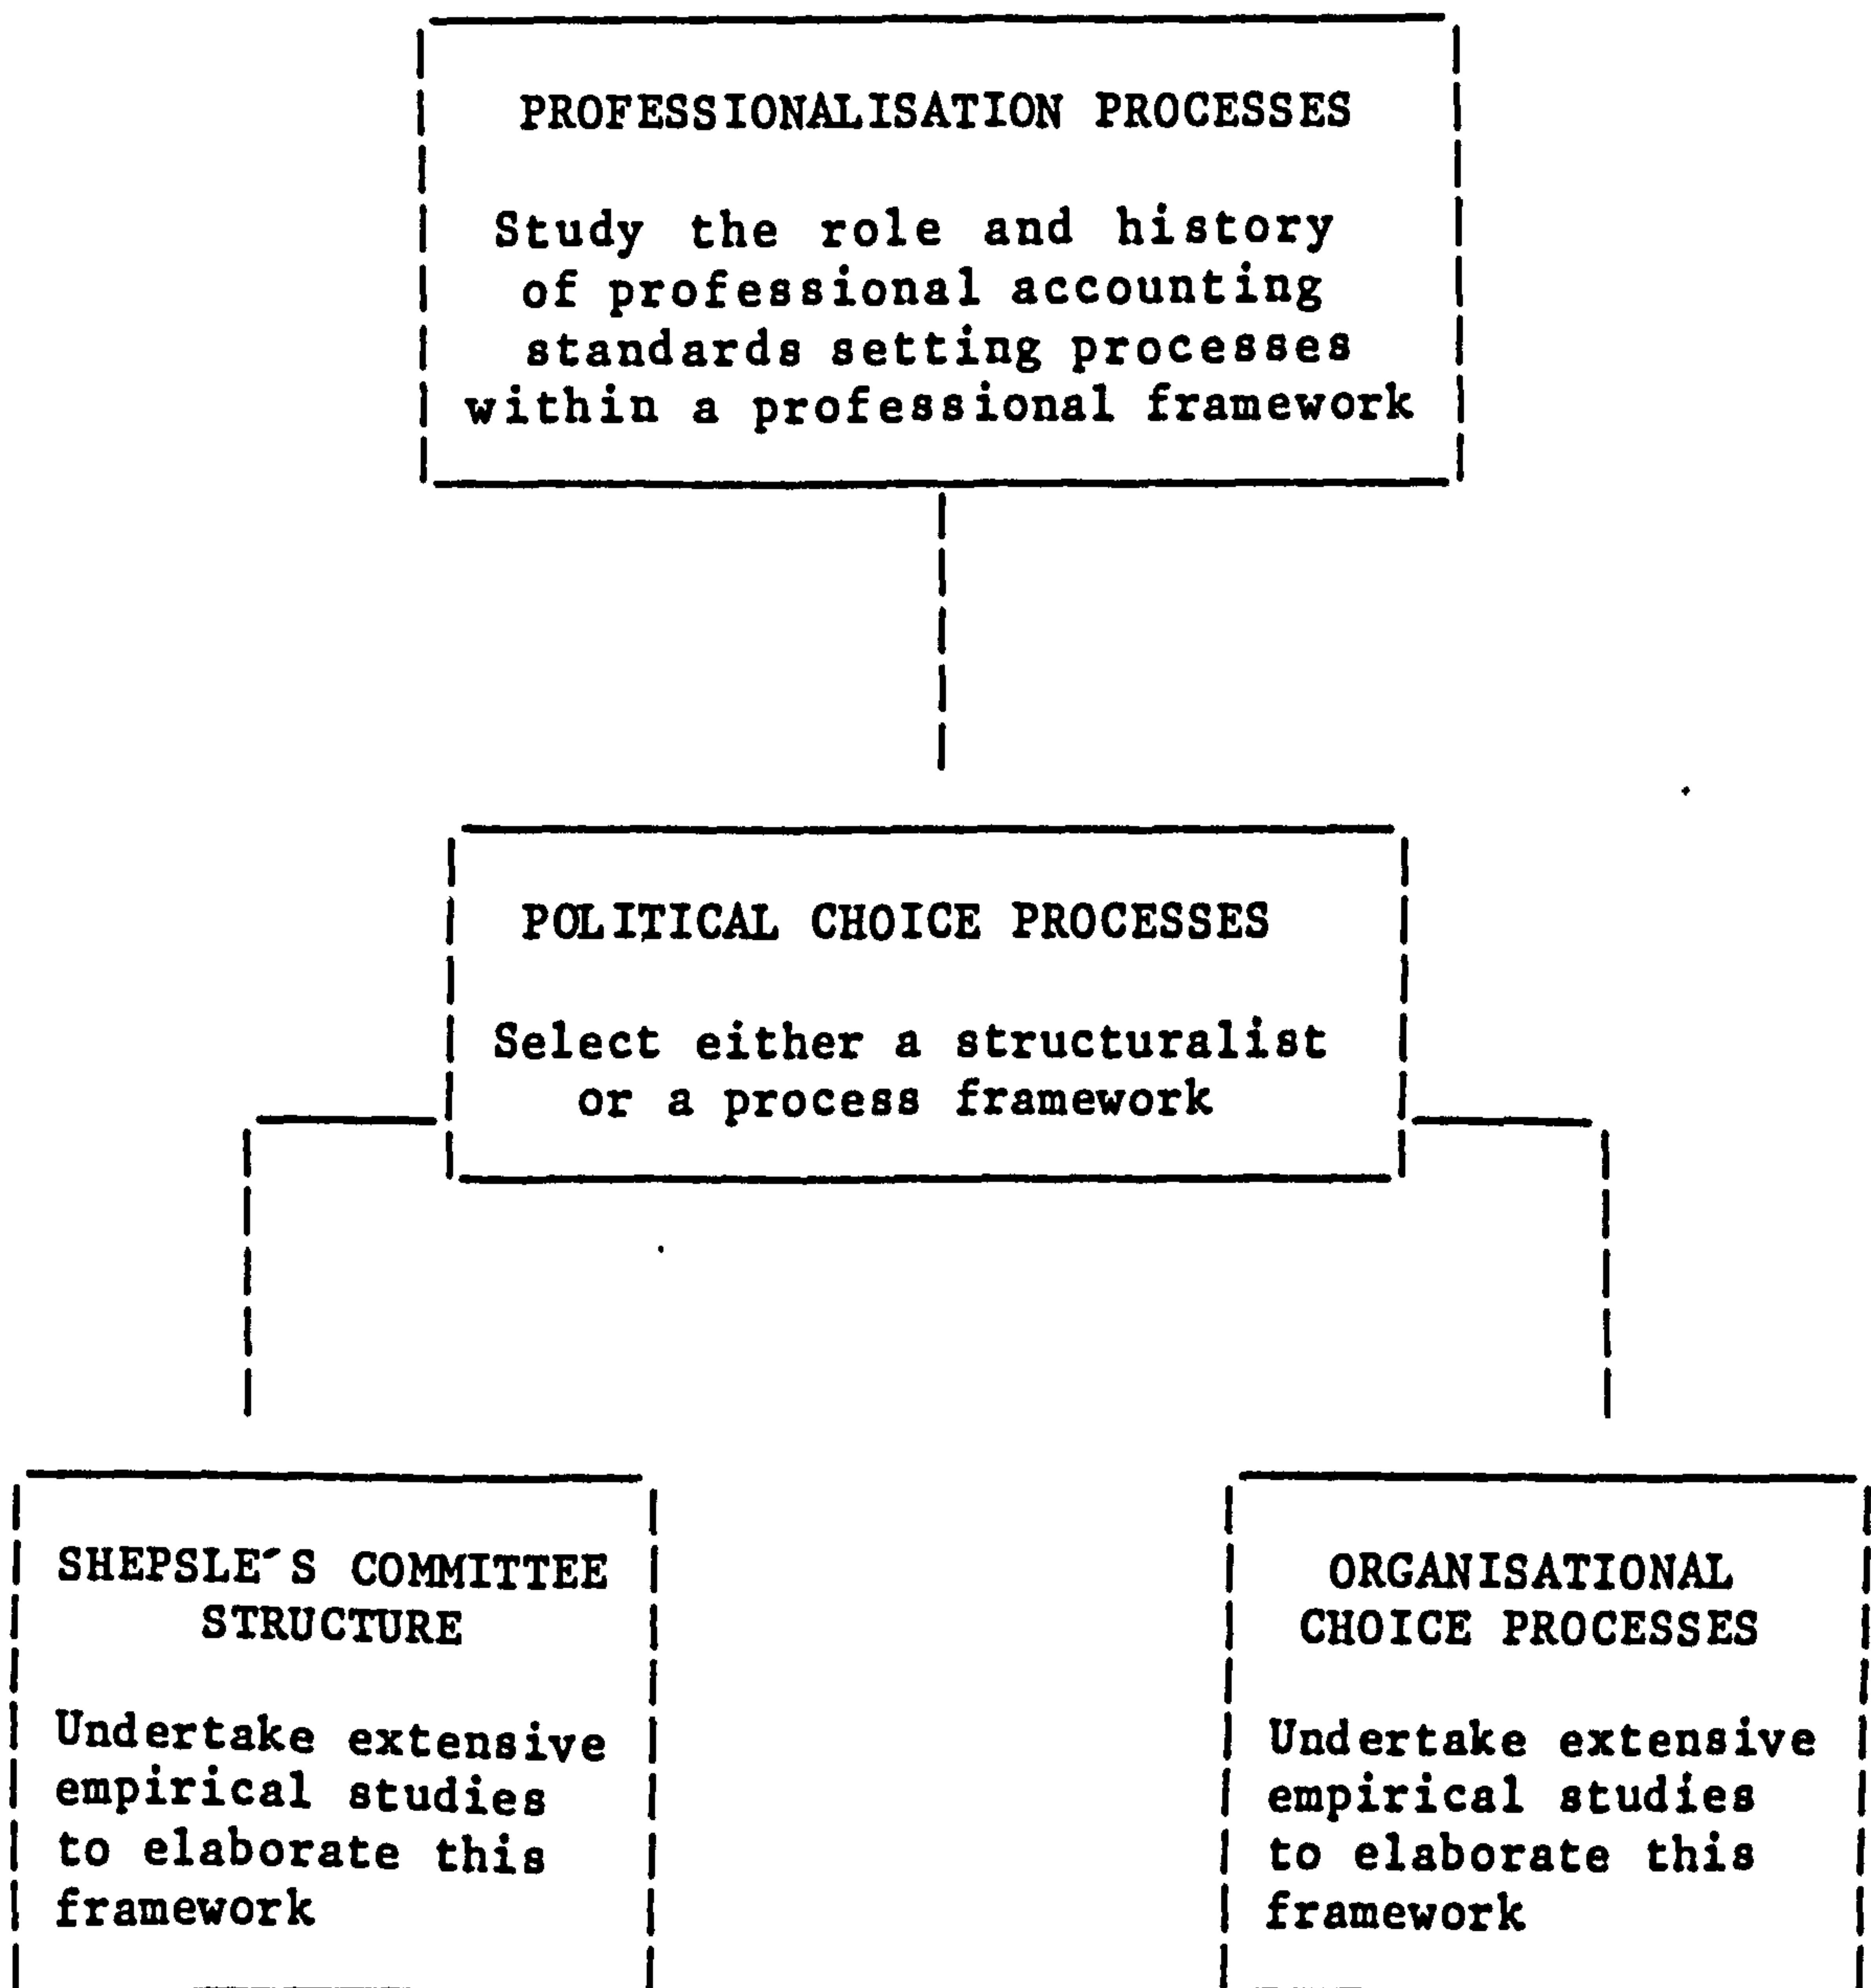 PROFESSIONALISATION PROCESSES
Study the role and history
of professional accounting
standards setting processes
within a professional framework
POLITICAL CHOICE PROCESSES
Select either a structuralist
or a process framework
SHEPSLE´S COMMITTEE
STRUCTURE
Undertake extensive
empirical studies
to elaborate this
framework
ORGANISATIONAL
CHOICE PROCESSES
Undertake extensive
empirical studies
to elaborate this
framework